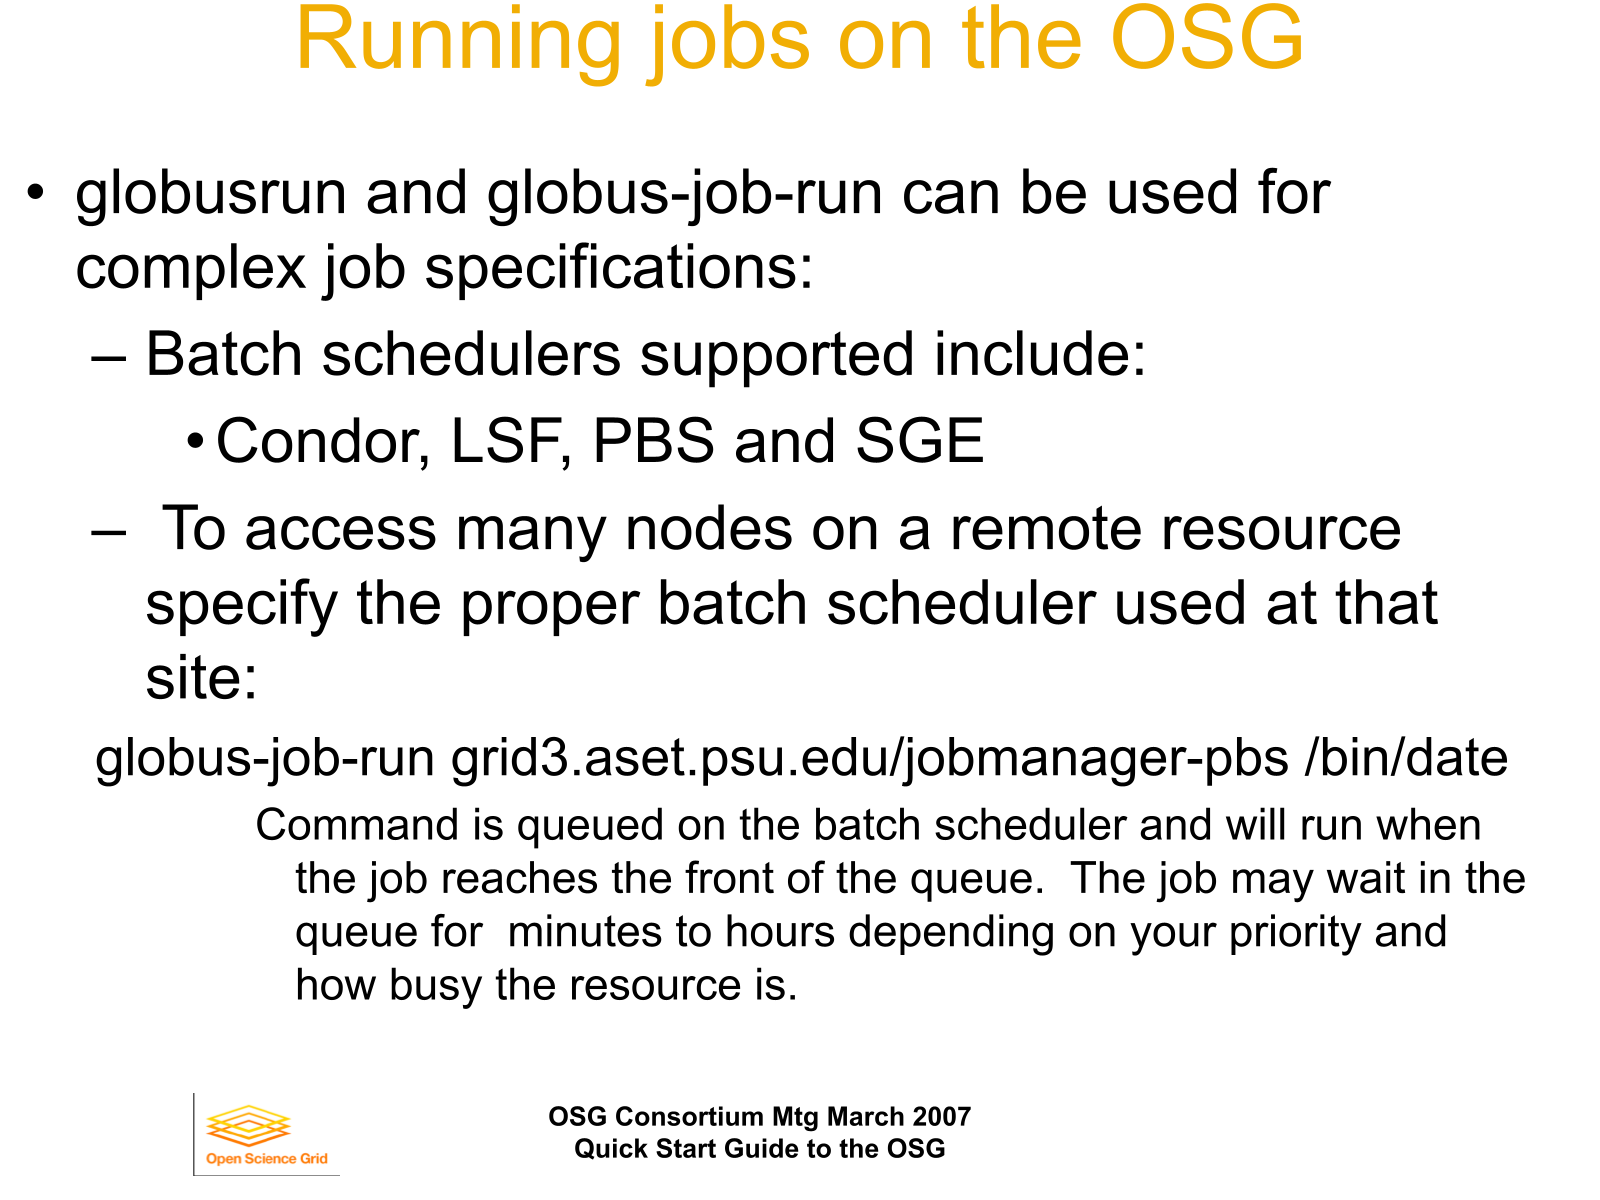 Running jobs on the OSG
• globusrun and globus-job-run can be used for
complex job specifications:
– Batch schedulers supported include:
• Condor, LSF, PBS and SGE
– To access many nodes on a remote resource
specify the proper batch scheduler used at that
site:
globus-job-run grid3.aset.psu.edu/jobmanager-pbs /bin/date
Command is queued on the batch scheduler and will run when
the job reaches the front of the queue.  The job may wait in the
queue for  minutes to hours depending on your priority and
how busy the resource is.
Open Science Grid
OSG Consortium Mtg March 2007
Quick Start Guide to the OSG